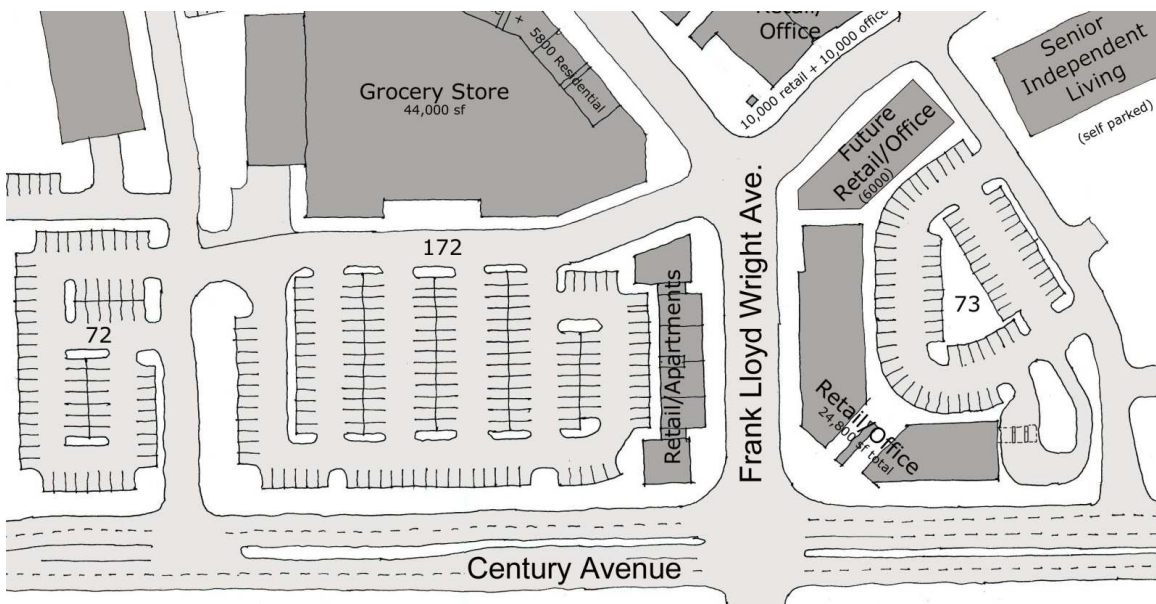 Retail/
Office
10,000 retail + 10,000 office
+ 5800 Residential
Senior
Independent
Living
(self parked)
Grocery Store
44,000 sf
Future
Retail/Office
(6000)
172
Frank Lloyd Wright Ave.
Retail/Apartments
72
73
Retail/Office
24,800 sf total
Century Avenue